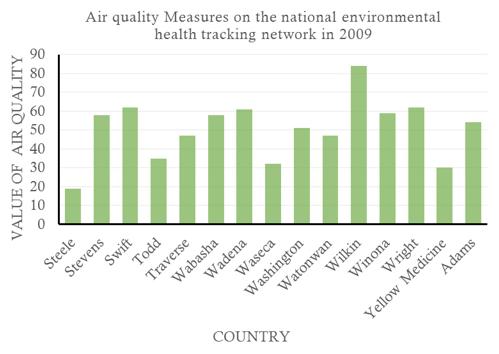 Air quality Measures on the national environmental
health tracking network in 2009
VALUE OF AIR QUALITY
90
80
70
60
50
40
30
20
10
0
Steele
Stevens
Swift
Todd
Traverse
Wabasha
Wadena
Waseca
Washington
Watonwan
Wilkin
Winona
Wright
Yellow Medicine
Adams
COUNTRY